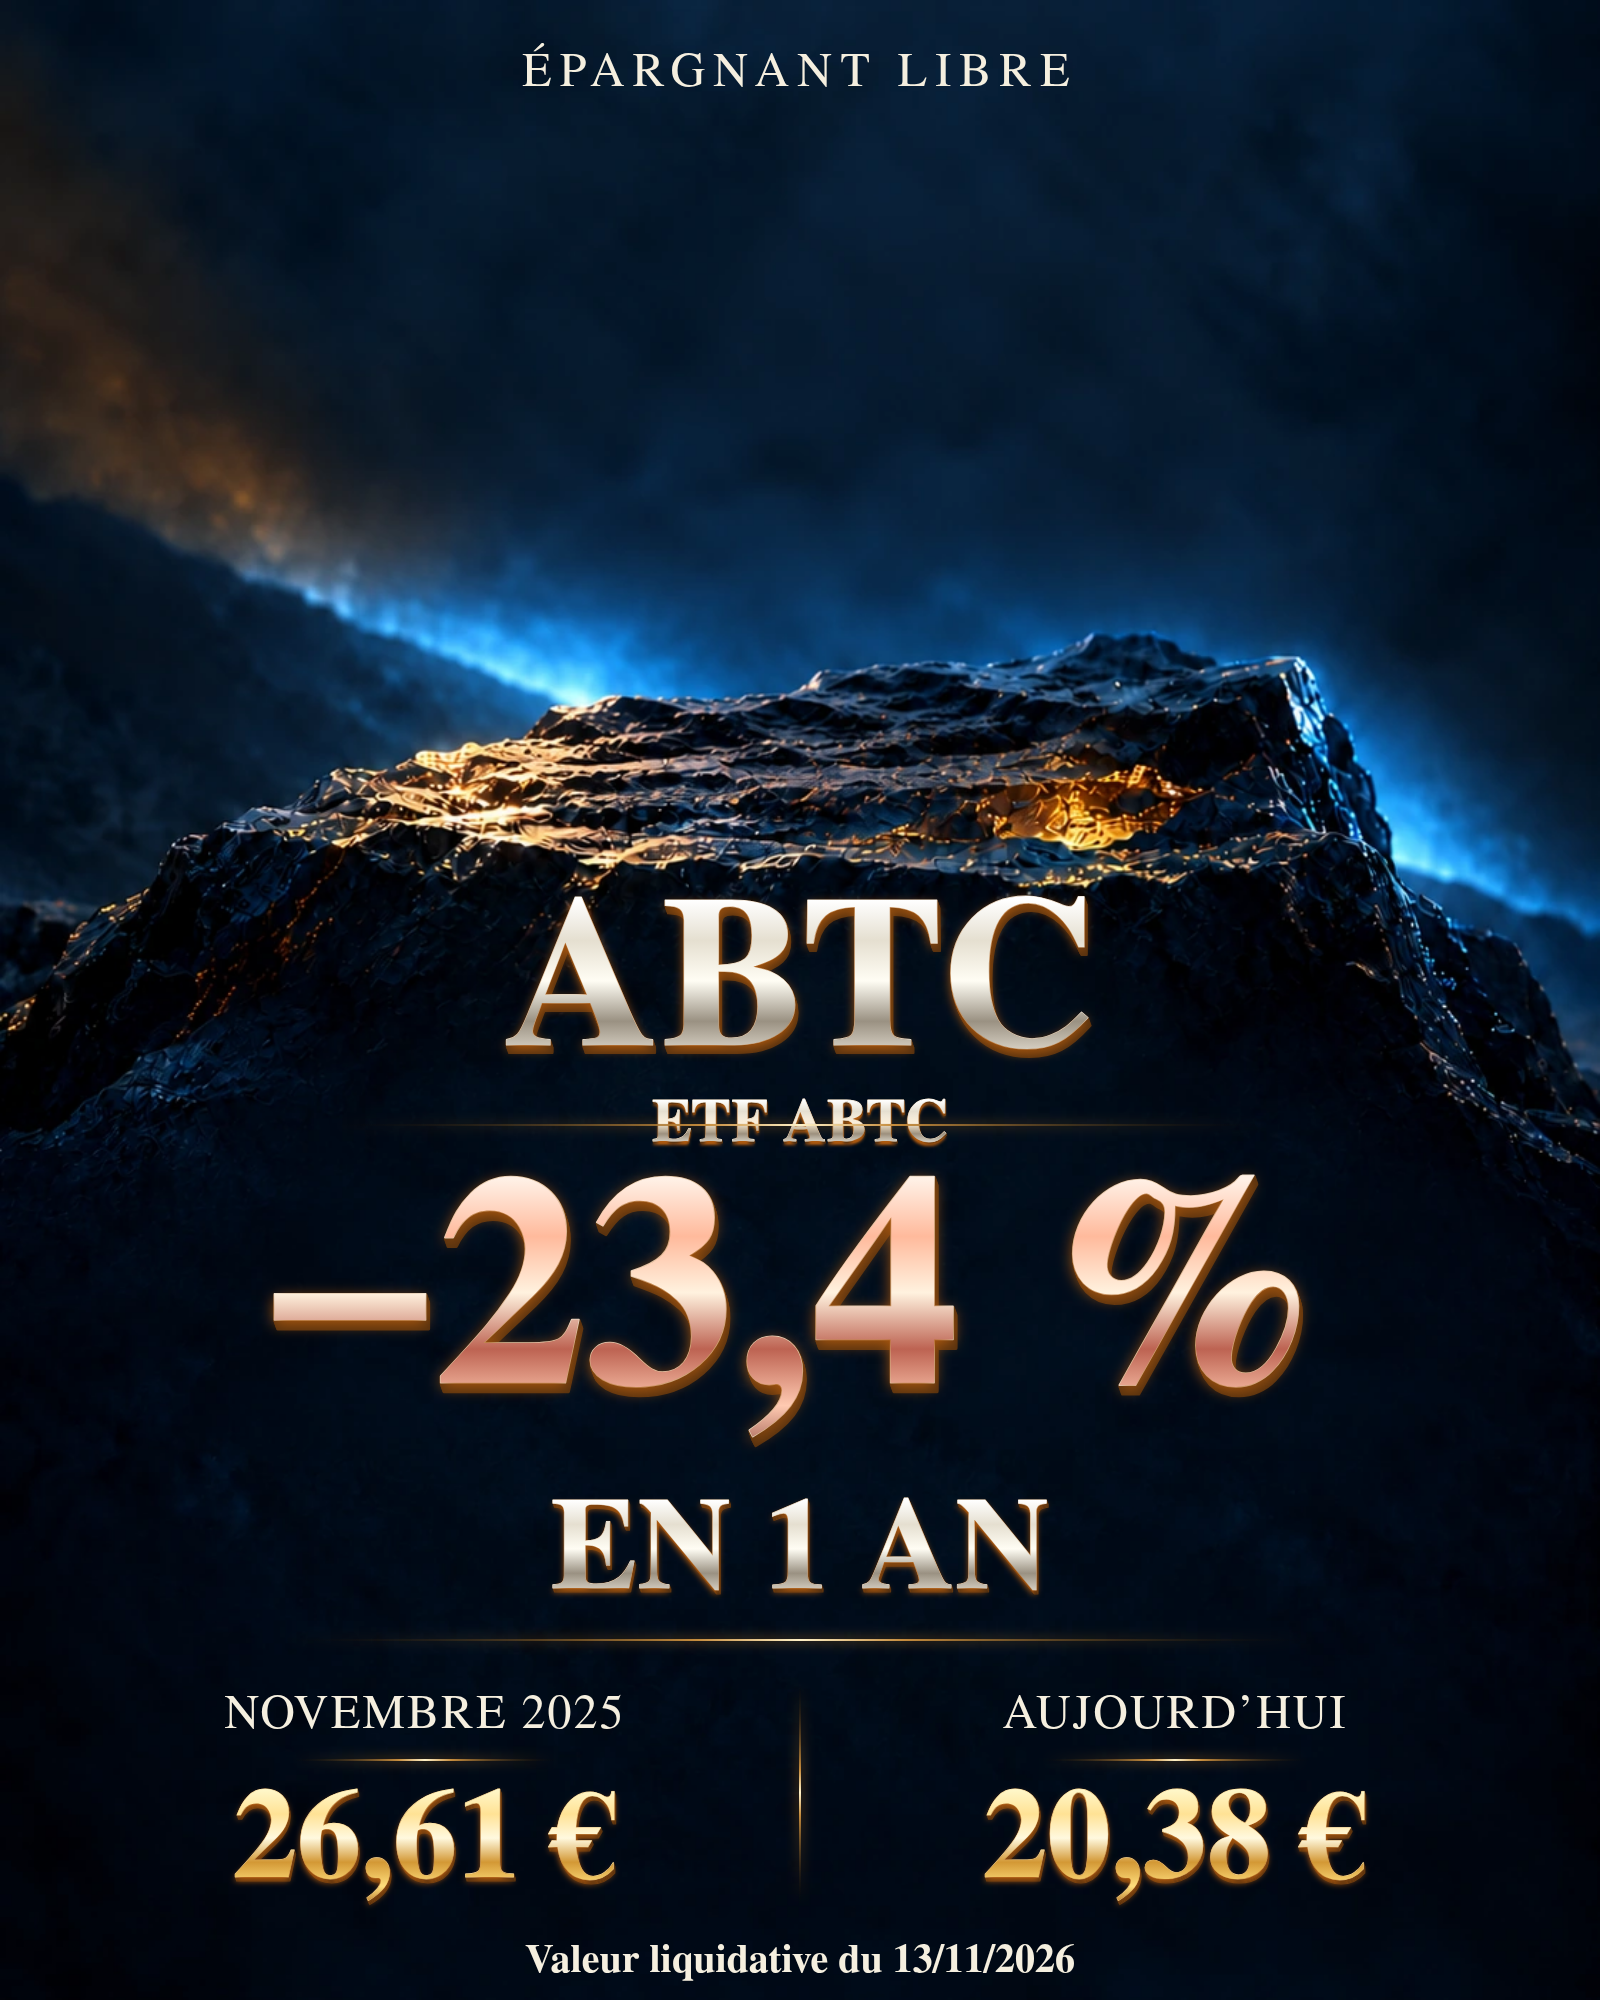 ÉPARGNANT LIBRE
ABTC
ETF ABTC
−23,4 %
EN 1 AN
NOVEMBRE 2025
26,61 €
AUJOURD’HUI
20,38 €
Valeur liquidative du 13/11/2026